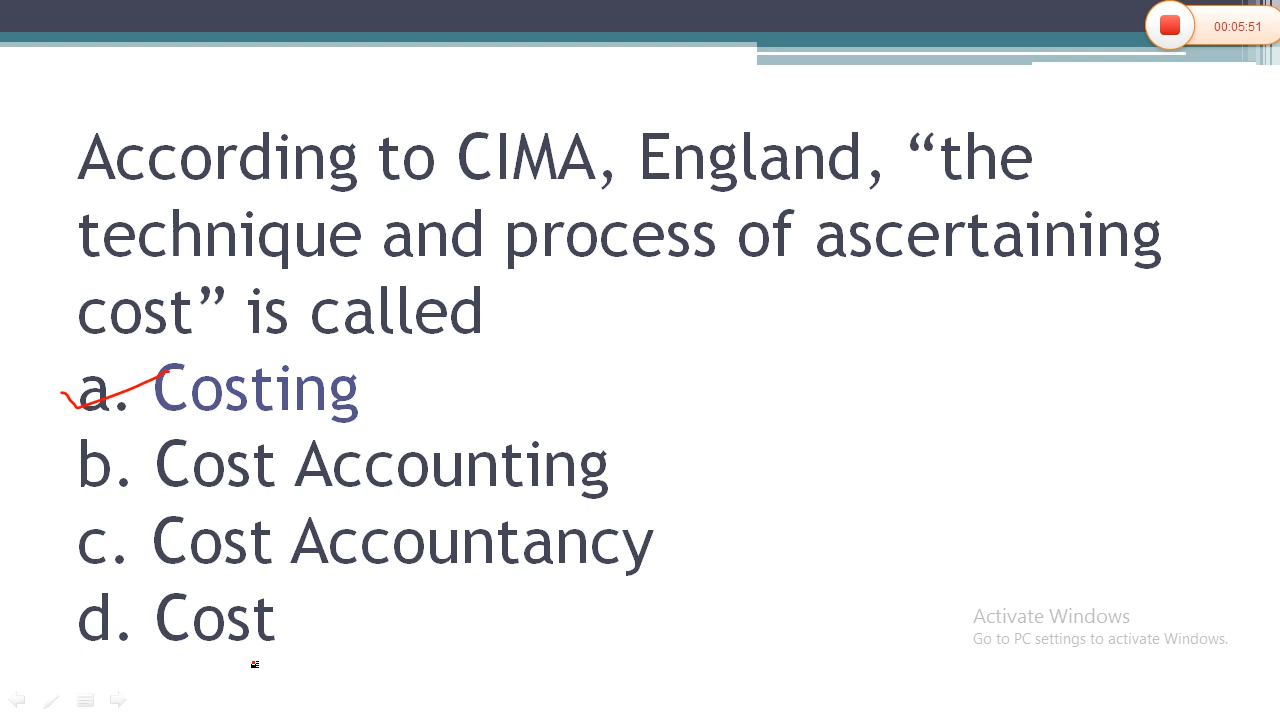 00:05:51
According to CIMA, England, “the
technique and process of ascertaining
cost” is called
a. Costing
b. Cost Accounting
c. Cost Accountancy
d. Cost
Activate Windows
Go to PC settings to activate Windows.